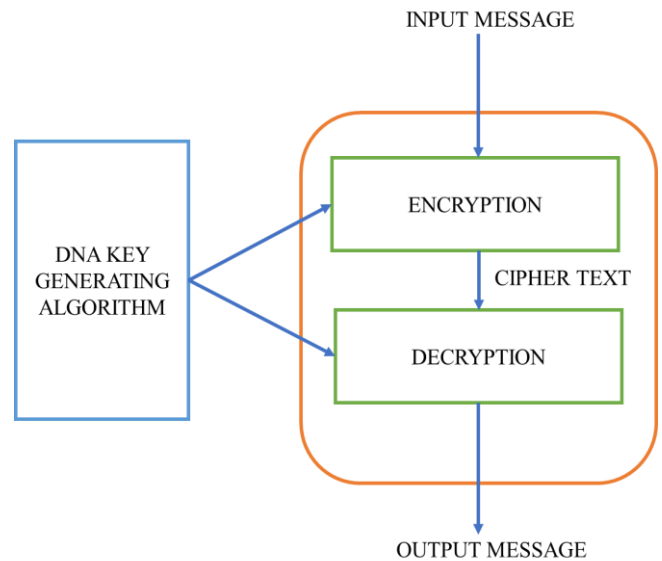 INPUT MESSAGE
ENCRYPTION
DNA KEY
GENERATING
ALGORITHM
CIPHER TEXT
DECRYPTION
OUTPUT MESSAGE